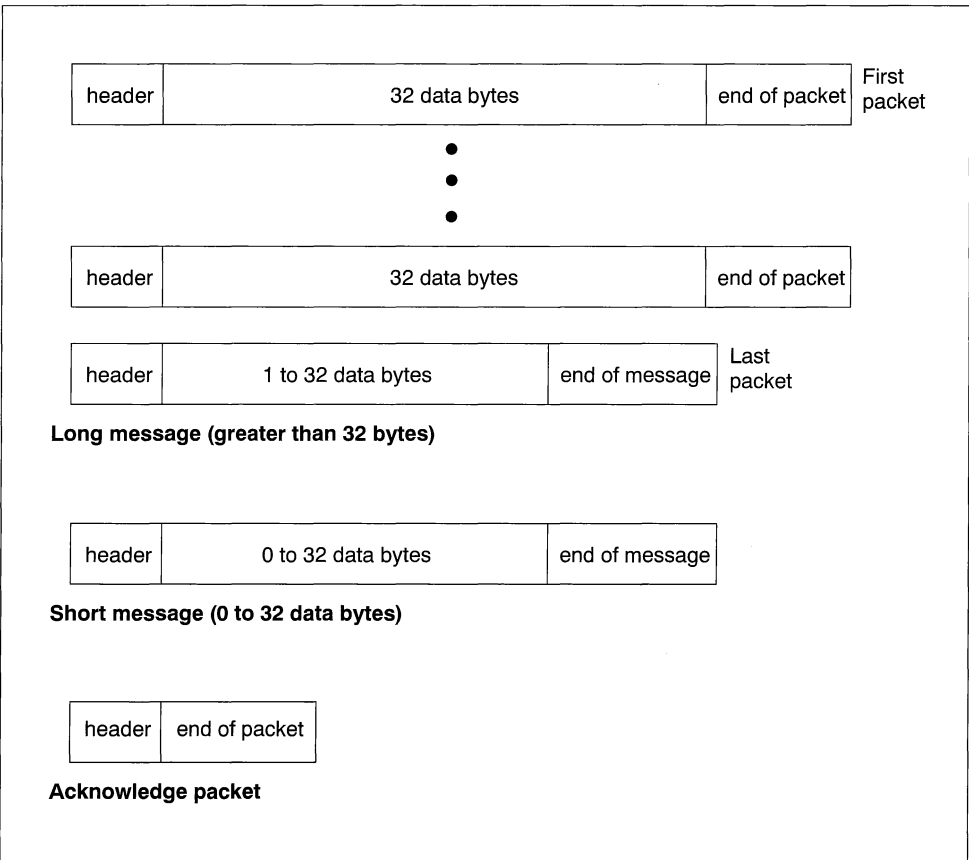 header 32 data bytes end of packet First
packet
header 32 data bytes end of packet
header 1 to 32 data bytes end of message Last
packet
Long message (greater than 32 bytes)
header 0 to 32 data bytes end of message
Short message (0 to 32 data bytes)
header end of packet
Acknowledge packet